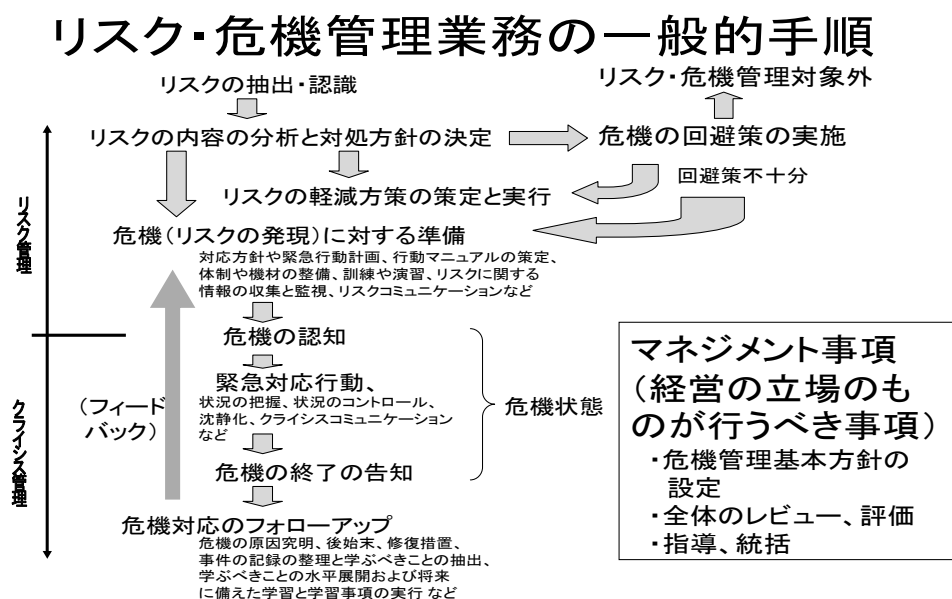 リスク・危機管理業務の一般的手順
リスクの抽出・認識
リスク・危機管理対象外
リスクの内容の分析と対処方針の決定
危機の回避策の実施
回避策不十分
リスクの軽減方策の策定と実行
危機（リスクの発現）に対する準備
対応方針や緊急行動計画、行動マニュアルの策定、
体制や機材の整備、訓練や演習、リスクに関する
情報の収集と監視、リスクコミュニケーションなど
リスク管理
危機の認知
緊急対応行動、
状況の把握、状況のコントロール、
沈静化、クライシスコミュニケーション
など
危機状態
（フィード
バック）
クライシス管理
危機の終了の告知
危機対応のフォローアップ
危機の原因究明、後始末、修復措置、
事件の記録の整理と学ぶべきことの抽出、
学ぶべきことの水平展開および将来
に備えた学習と学習事項の実行 など
マネジメント事項
（経営の立場のも
のが行うべき事項）
・危機管理基本方針の
設定
・全体のレビュー、評価
・指導、統括